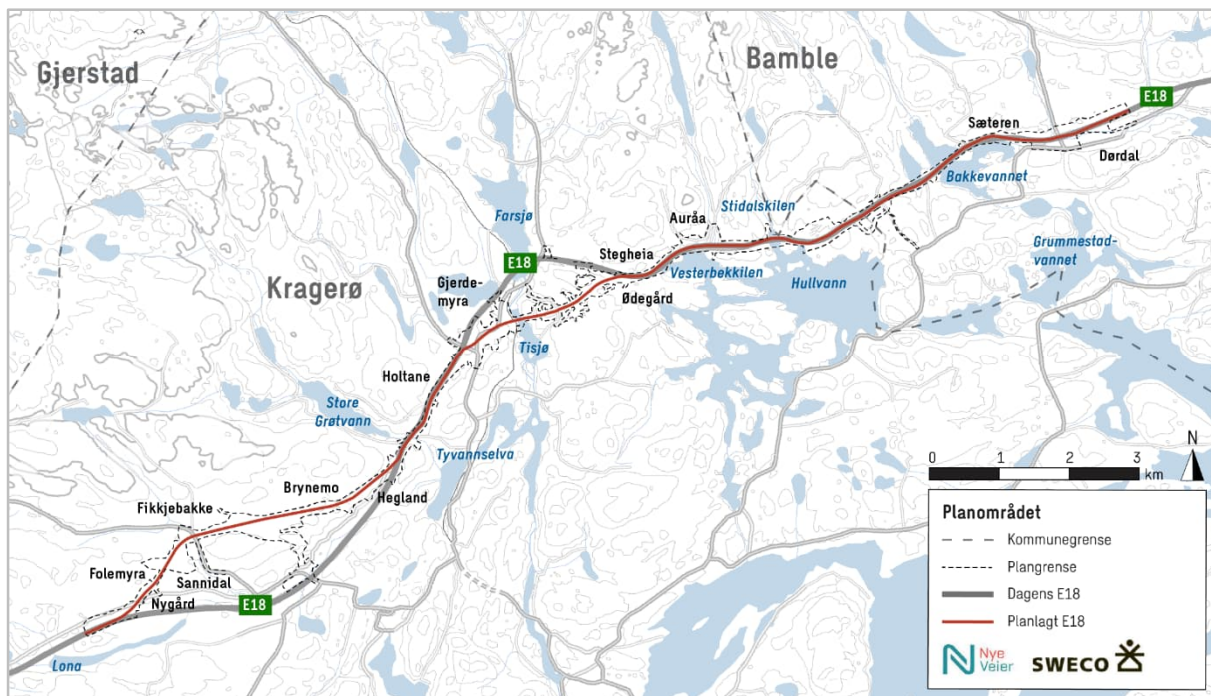 Gjerstad
Bamble
E18
Sæteren
Dørdal
Bakkevannet
Stidalskilen
Auråa
Farsjø
Grummestad-
vannet
Stegheia
E18
Vesterbekkilen
Hullvann
Gjerde-
myra
Kragerø
Ødegård
Tisjø
Holtane
Store
Grøtvann
Tyvannselva
N
0 1 2 3
km
Brynemo
Hegland
Fikkjebakke
Folemyra
Sannidal
Nygård
E18
Lona
Planområdet
Kommunegrense
Plangrense
Dagens E18
Planlagt E18
Nye
Veier
SWECO